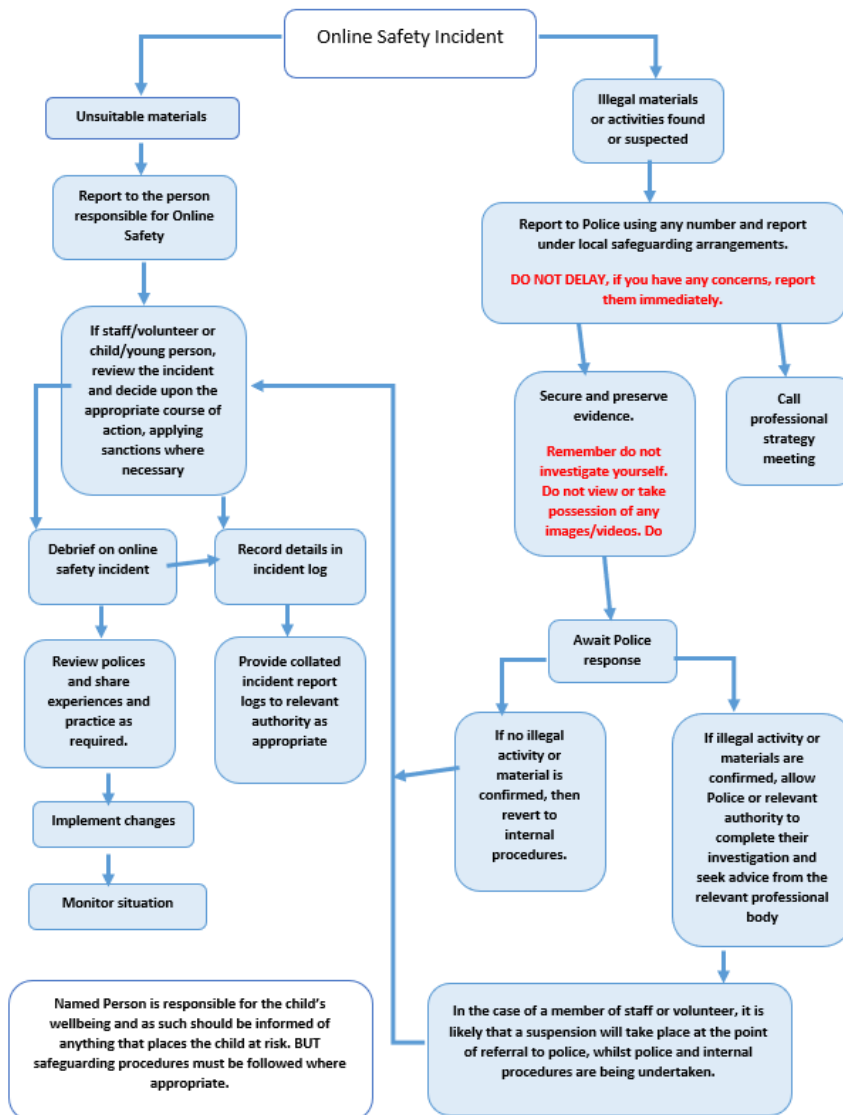 Online Safety Incident
Unsuitable materials
Report to the person
responsible for Online
Safety
If staff/volunteer or
child/young person,
review the incident
and decide upon the
appropriate course of
action, applying
sanctions where
necessary
Debrief on online
safety incident
Record details in
incident log
Review polices
and share
experiences and
practice as
required.
Provide collated
incident report
logs to relevant
authority as
appropriate
Implement changes
Monitor situation
Named Person is responsible for the child's
wellbeing and as such should be informed of
anything that places the child at risk. BUT
safeguarding procedures must be followed where
appropriate.
Illegal materials
or activities found
or suspected
Report to Police using any number and report
under local safeguarding arrangements.
DO NOT DELAY, if you have any concerns, report
them immediately.
Secure and preserve
evidence.
Remember do not
investigate yourself.
Do not view or take
possession of any
images/videos. Do
Call
professional
strategy
meeting
Await Police
response
If no illegal
activity or
material is
confirmed, then
revert to
internal
procedures.
If illegal activity or
materials are
confirmed, allow
Police or relevant
authority to
complete their
investigation and
seek advice from the
relevant professional
body
In the case of a member of staff or volunteer, it is
likely that a suspension will take place at the point
of referral to police, whilst police and internal
procedures are being undertaken.